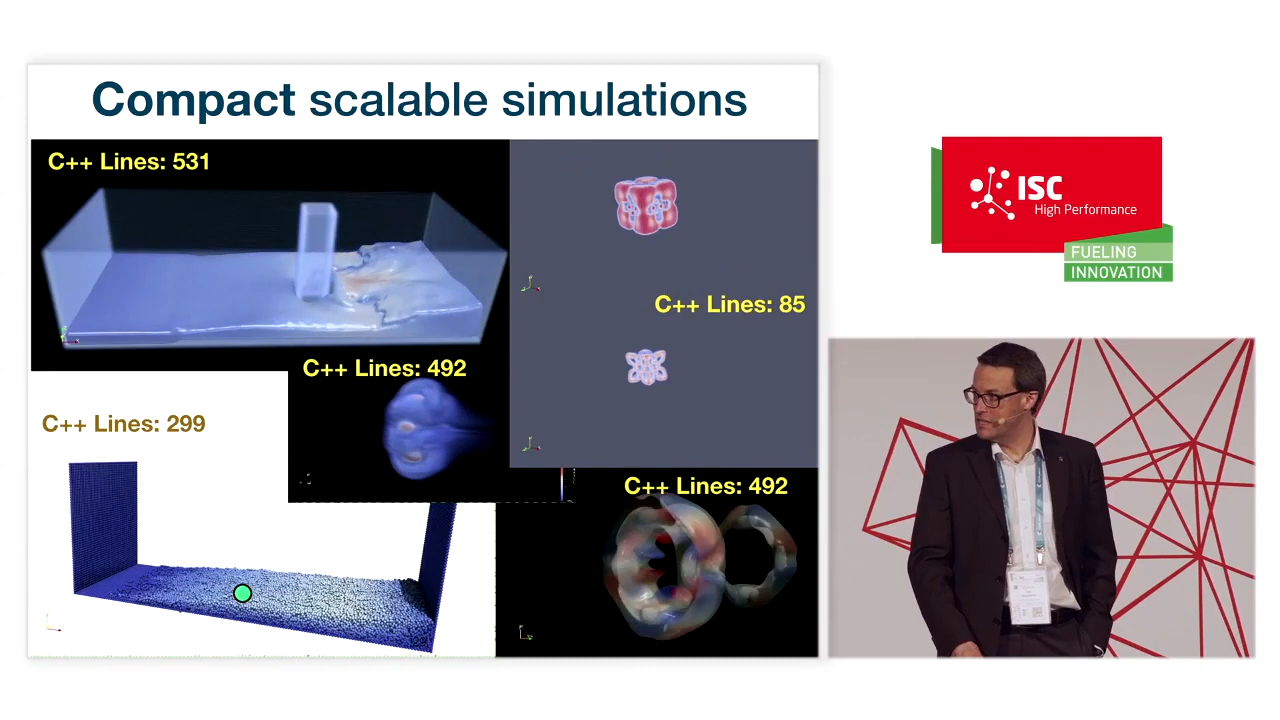 Compact scalable simulations
C++ Lines: 531
C++ Lines: 85
C++ Lines: 492
C++ Lines: 299
C++ Lines: 492
ISC
High Performance
FUELING
INNOVATION